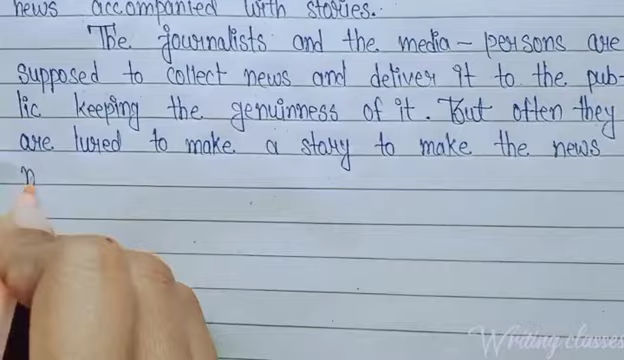 news accompanied with stories.
The journalists and the media - persons are
supposed to collect news and deliver it to the pub-
lic keeping the genuinness of it. But often they
are lured to make a story to make the news
n
Writing classes